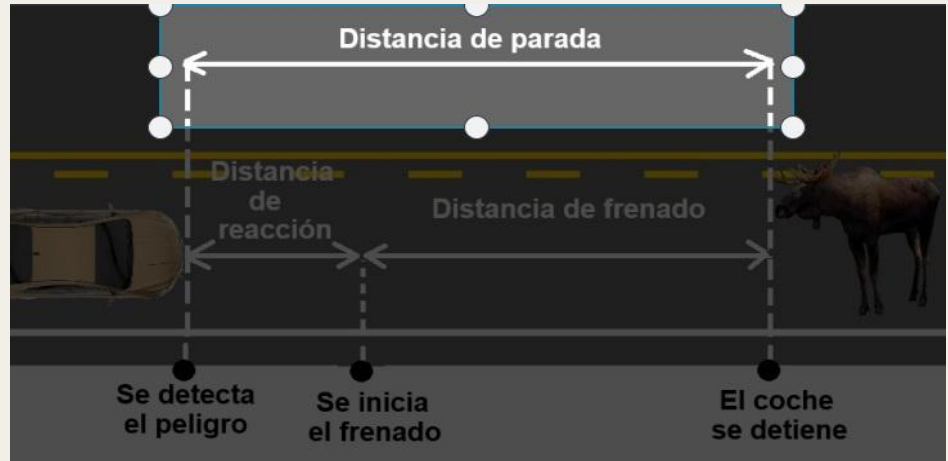 Distancia de parada
Distancia
de
reacción
Distancia de frenado
Se detecta
el peligro
Se inicia
el frenado
El coche
se detiene